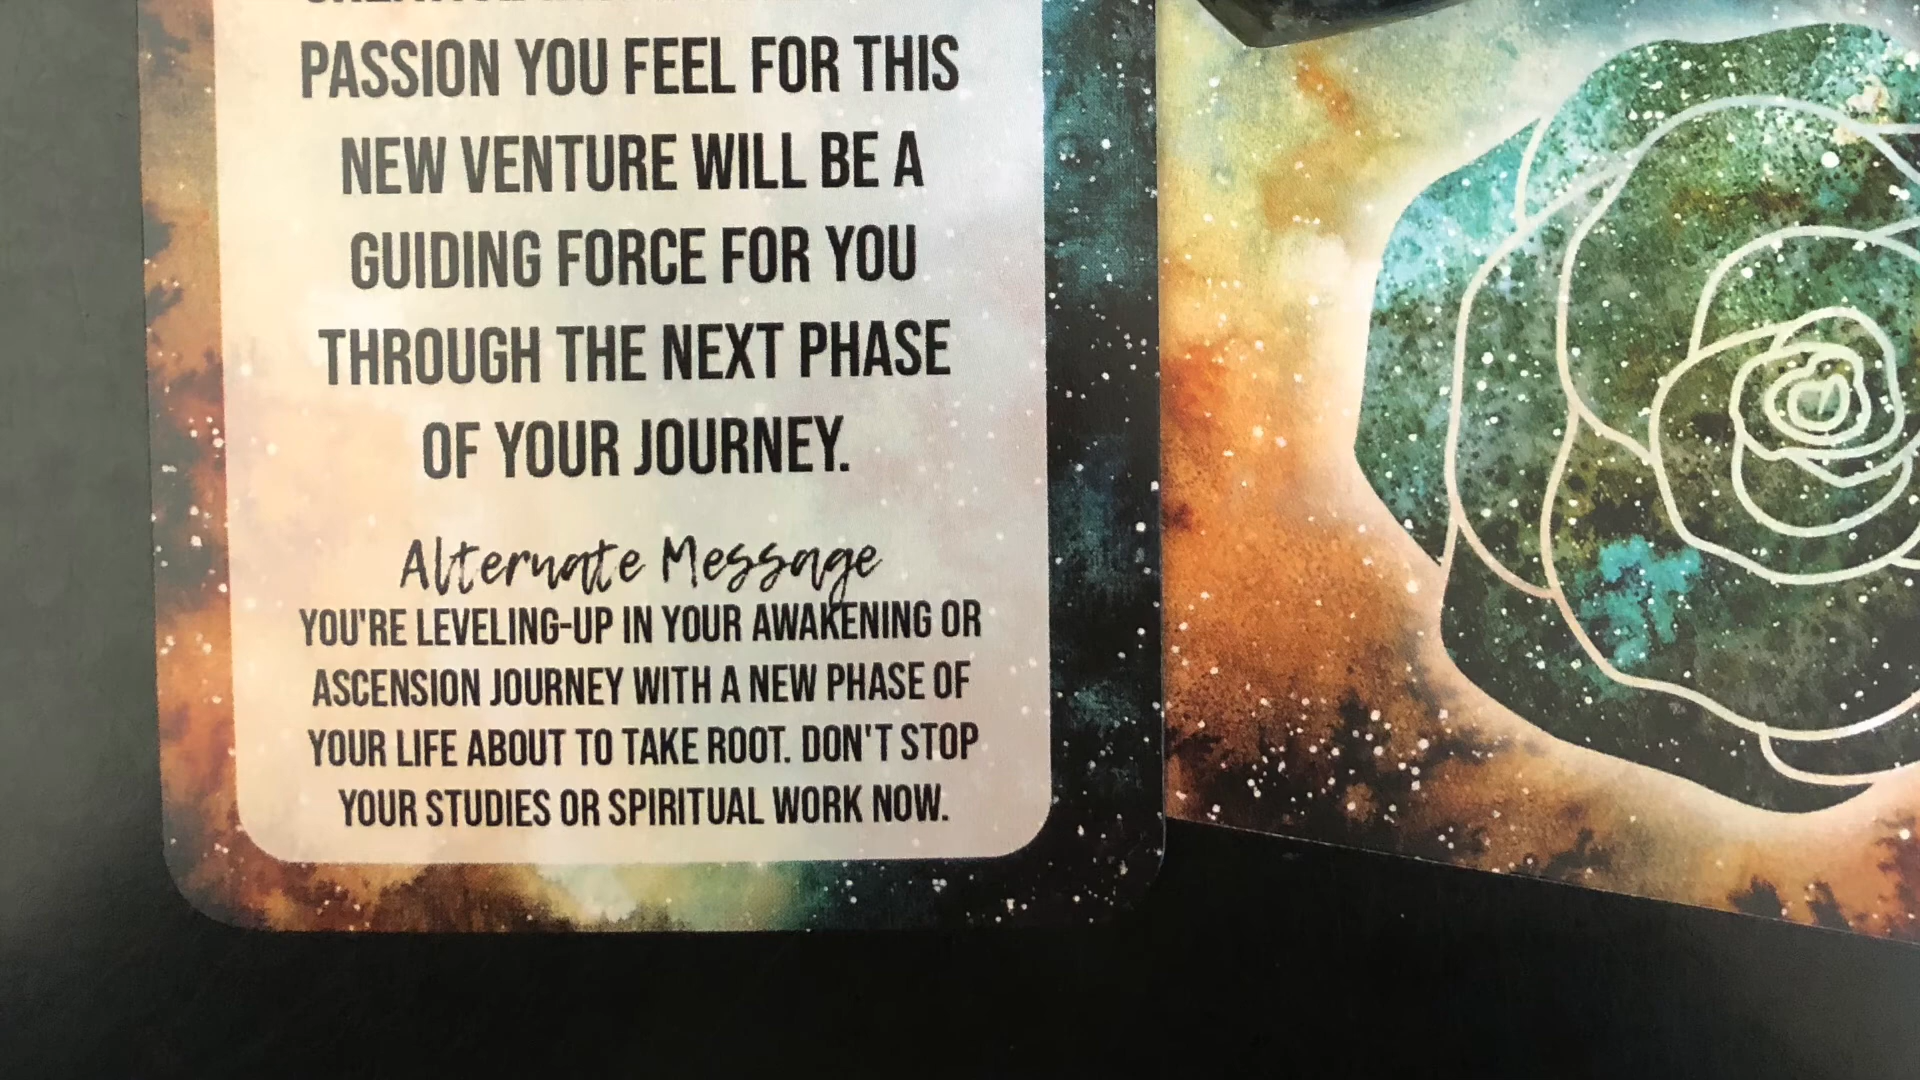 PASSION YOU FEEL FOR THIS
NEW VENTURE WILL BE A
GUIDING FORCE FOR YOU
THROUGH THE NEXT PHASE
OF YOUR JOURNEY.
Alternate Message
YOU'RE LEVELING-UP IN YOUR AWAKENING OR
ASCENSION JOURNEY WITH A NEW PHASE OF
YOUR LIFE ABOUT TO TAKE ROOT. DON'T STOP
YOUR STUDIES OR SPIRITUAL WORK NOW.